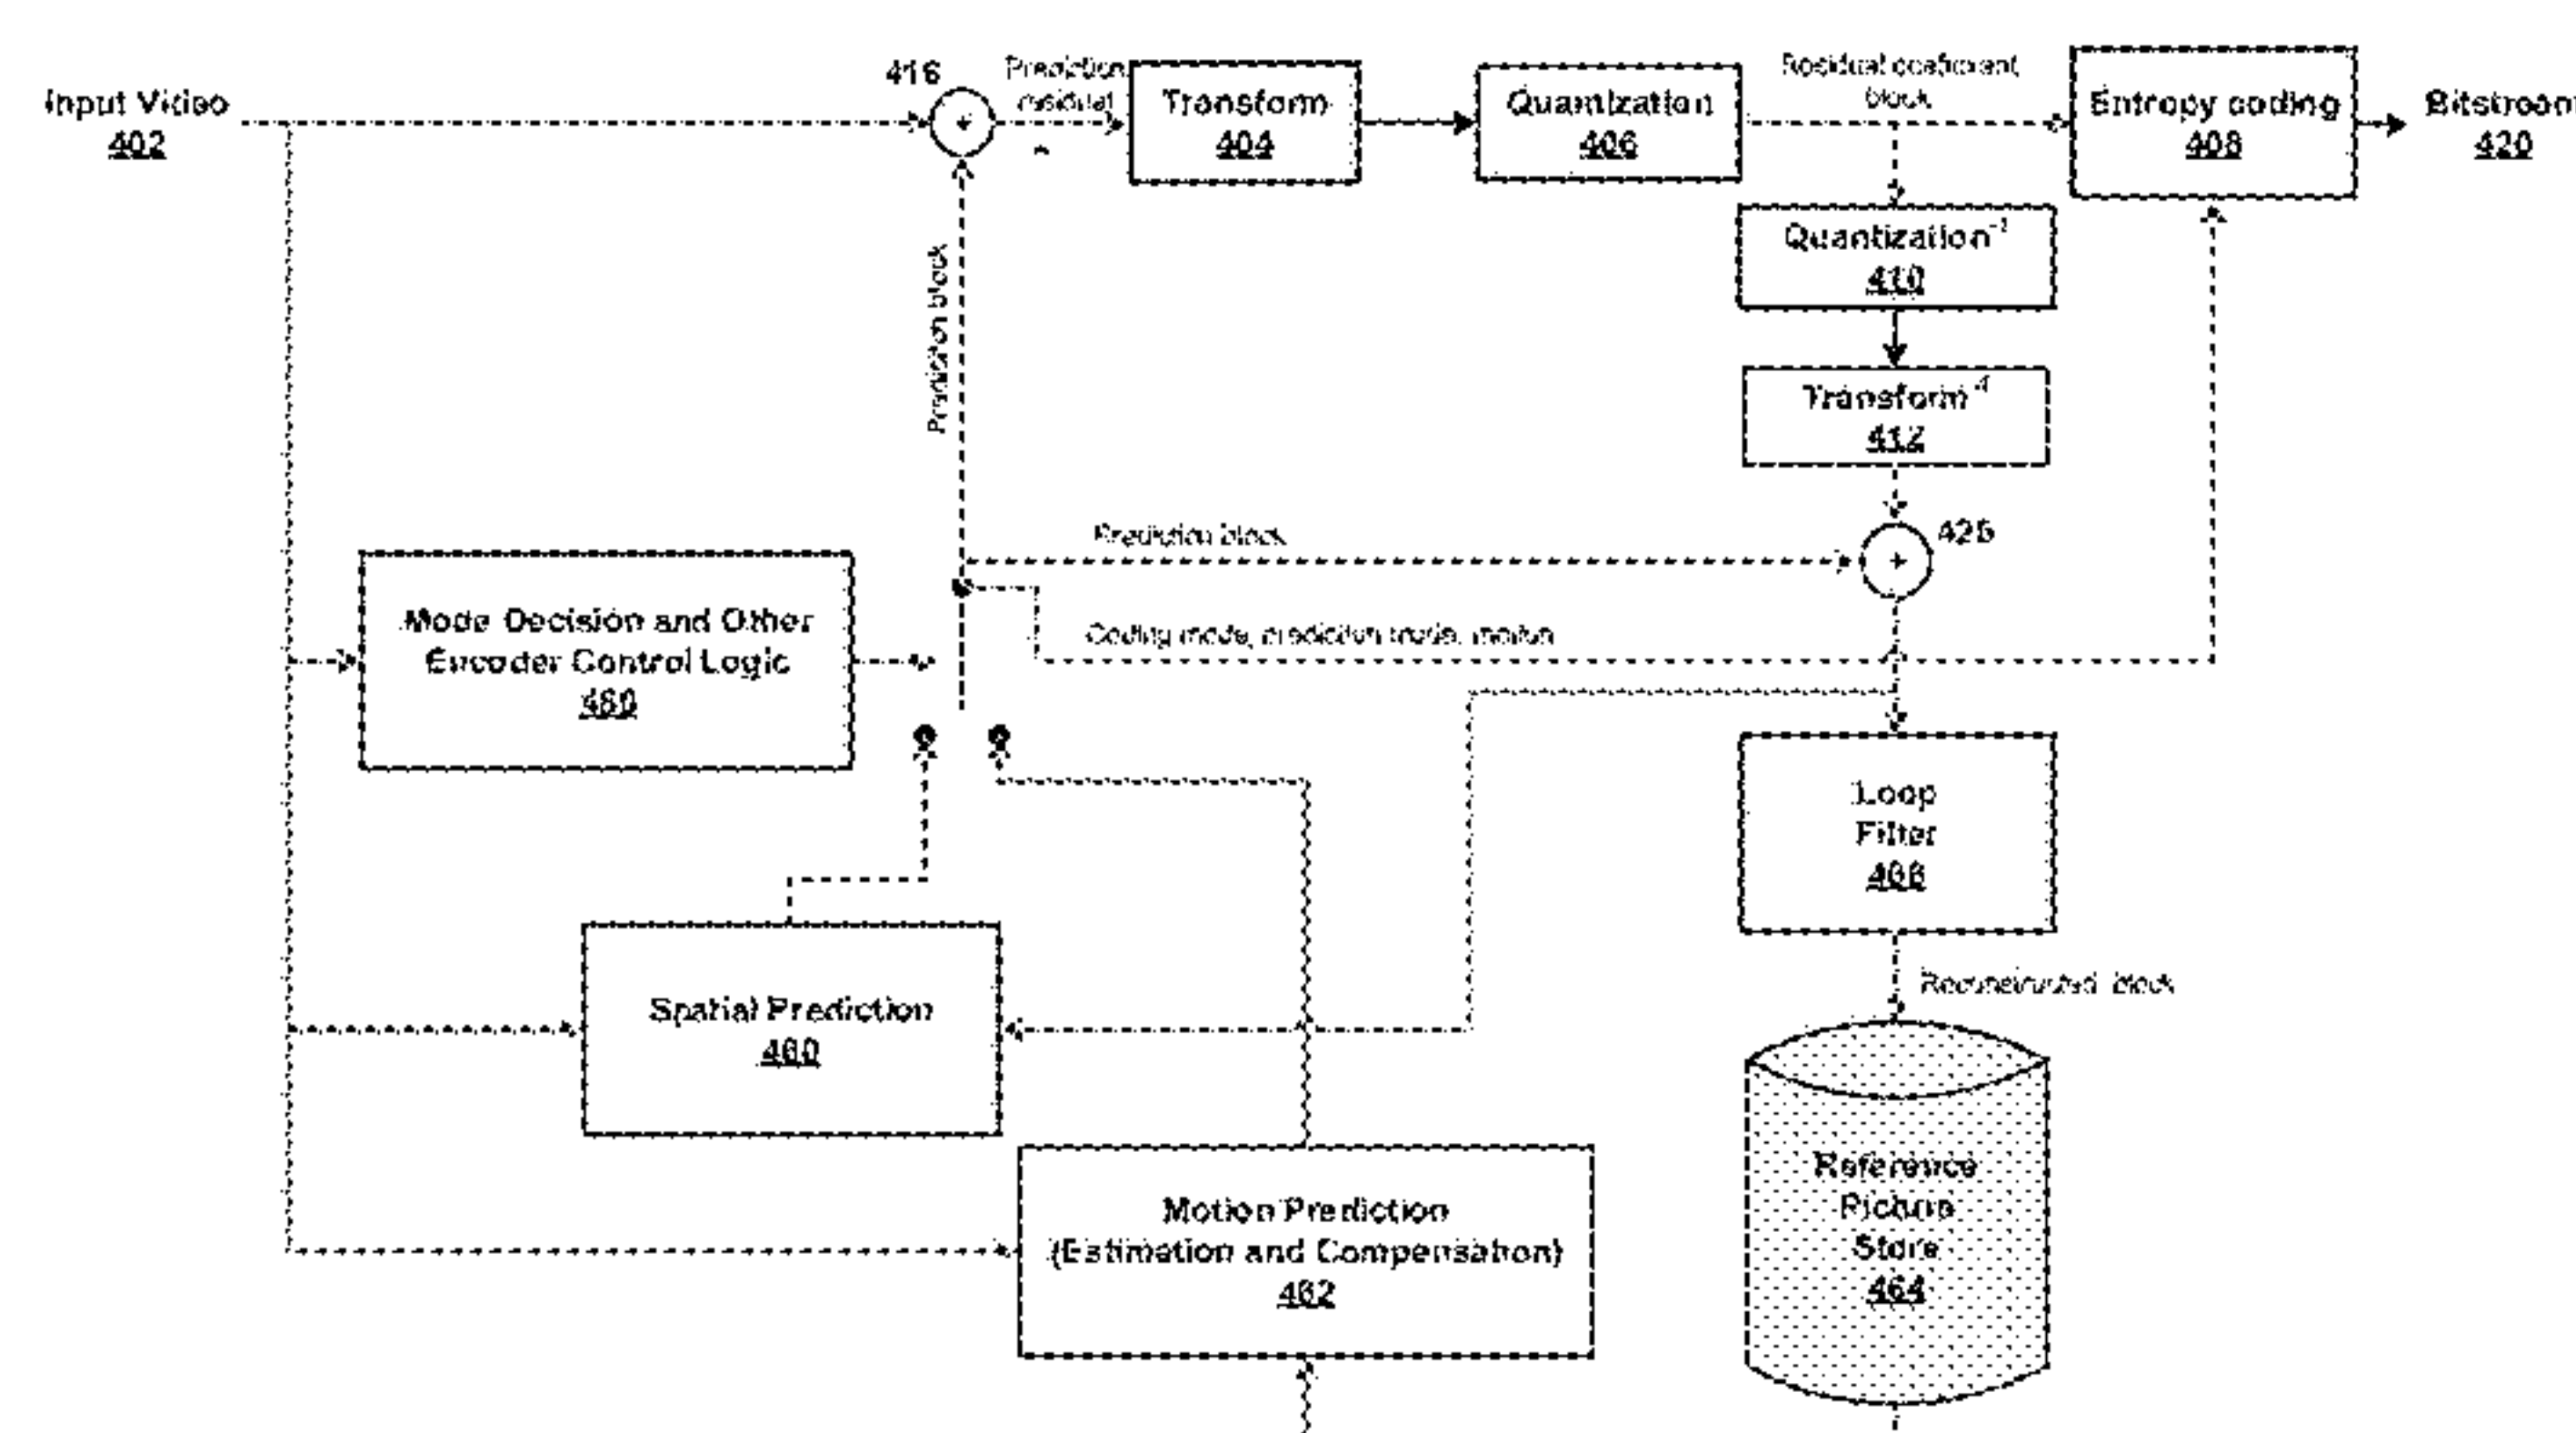 Input Video
402
416
Prediction
residual
Transform
404
Quantization
406
Residual coefficient
block
Entropy coding
408
Bitstream
420
Quantization-1
410
Transform-1
412
Prediction block
Prediction block
426
Coding mode, prediction mode, motion
Mode Decision and Other
Encoder Control Logic
480
Loop
Filter
466
Reconstructed block
Spatial Prediction
460
Motion Prediction
(Estimation and Compensation)
462
Reference
Picture
Store
464